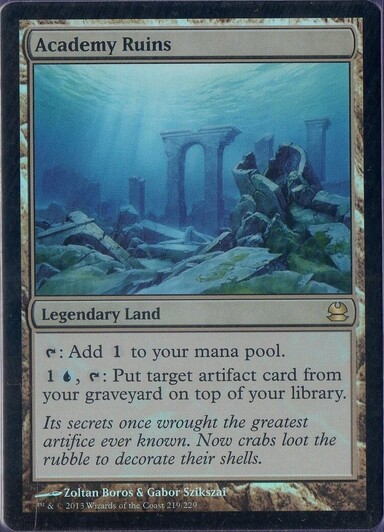 Academy Ruins
Legendary Land
: Add 1 to your mana pool.
1 , : Put target artifact card from
your graveyard on top of your library.
Its secrets once wrought the greatest
artifice ever known. Now crabs loot the
rubble to decorate their shells.
Zoltan Boros & Gabor Szikszai
™ & © 2013 Wizards of the Coast 219/229